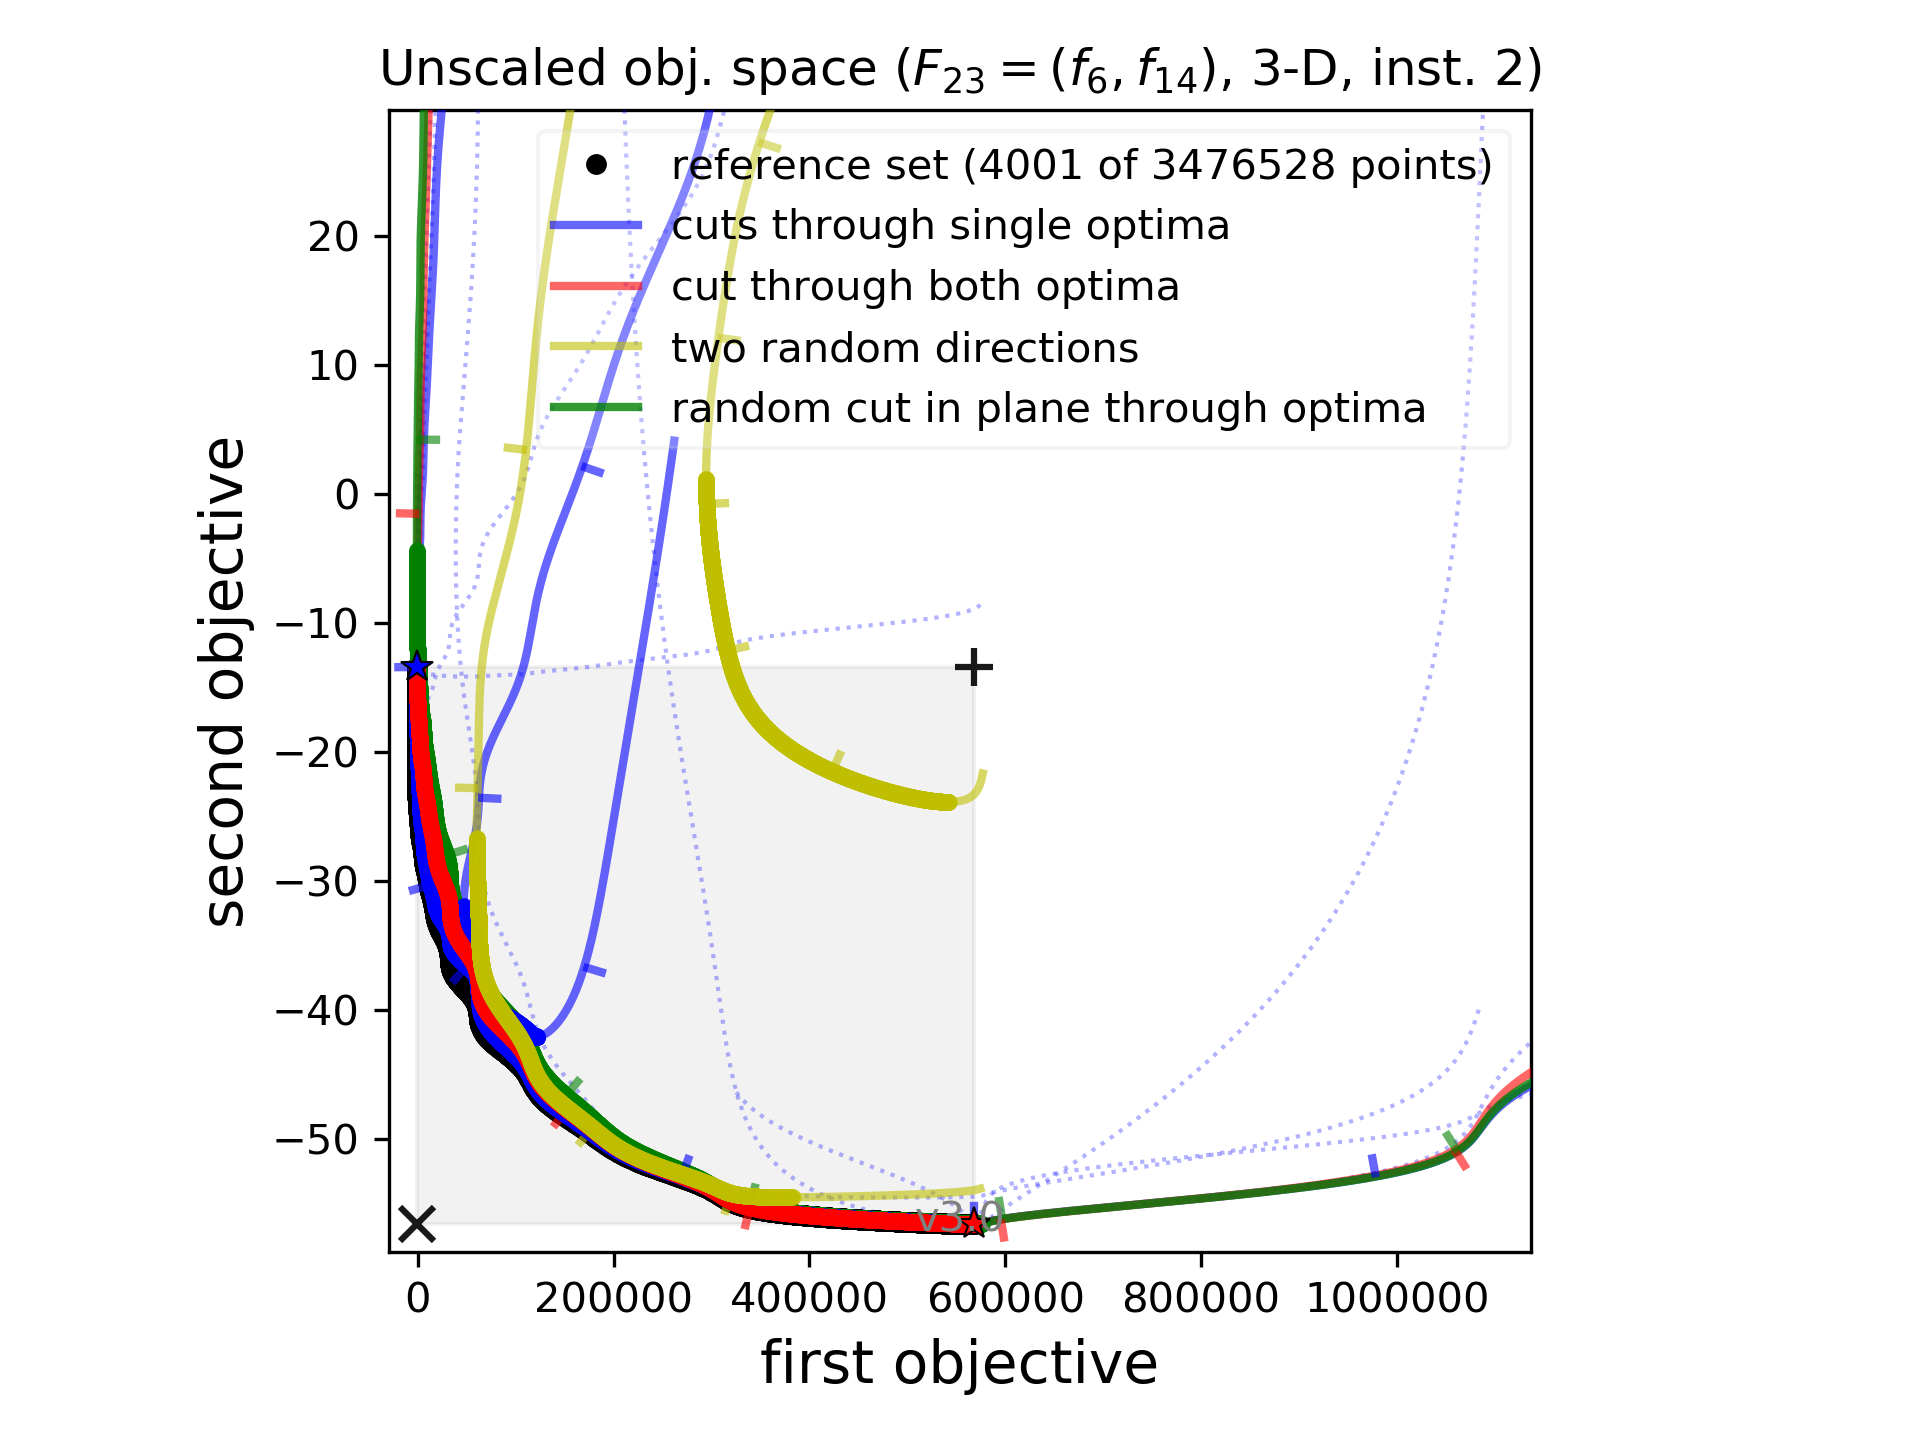 Unscaled obj. space (F₂₃ = (f₆, f₁₄), 3-D, inst. 2)
reference set (4001 of 3476528 points)
cuts through single optima
cut through both optima
two random directions
random cut in plane through optima
20
10
0
−10
−20
−30
−40
−50
second objective
v3.0
0 200000 400000 600000 800000 1000000
first objective